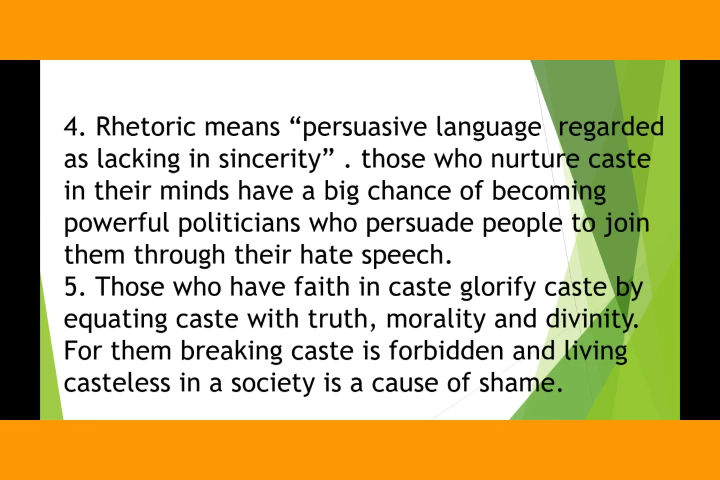 4. Rhetoric means “persuasive language  regarded
as lacking in sincerity” . those who nurture caste
in their minds have a big chance of becoming
powerful politicians who persuade people to join
them through their hate speech.
5. Those who have faith in caste glorify caste by
equating caste with truth, morality and divinity.
For them breaking caste is forbidden and living
casteless in a society is a cause of shame.